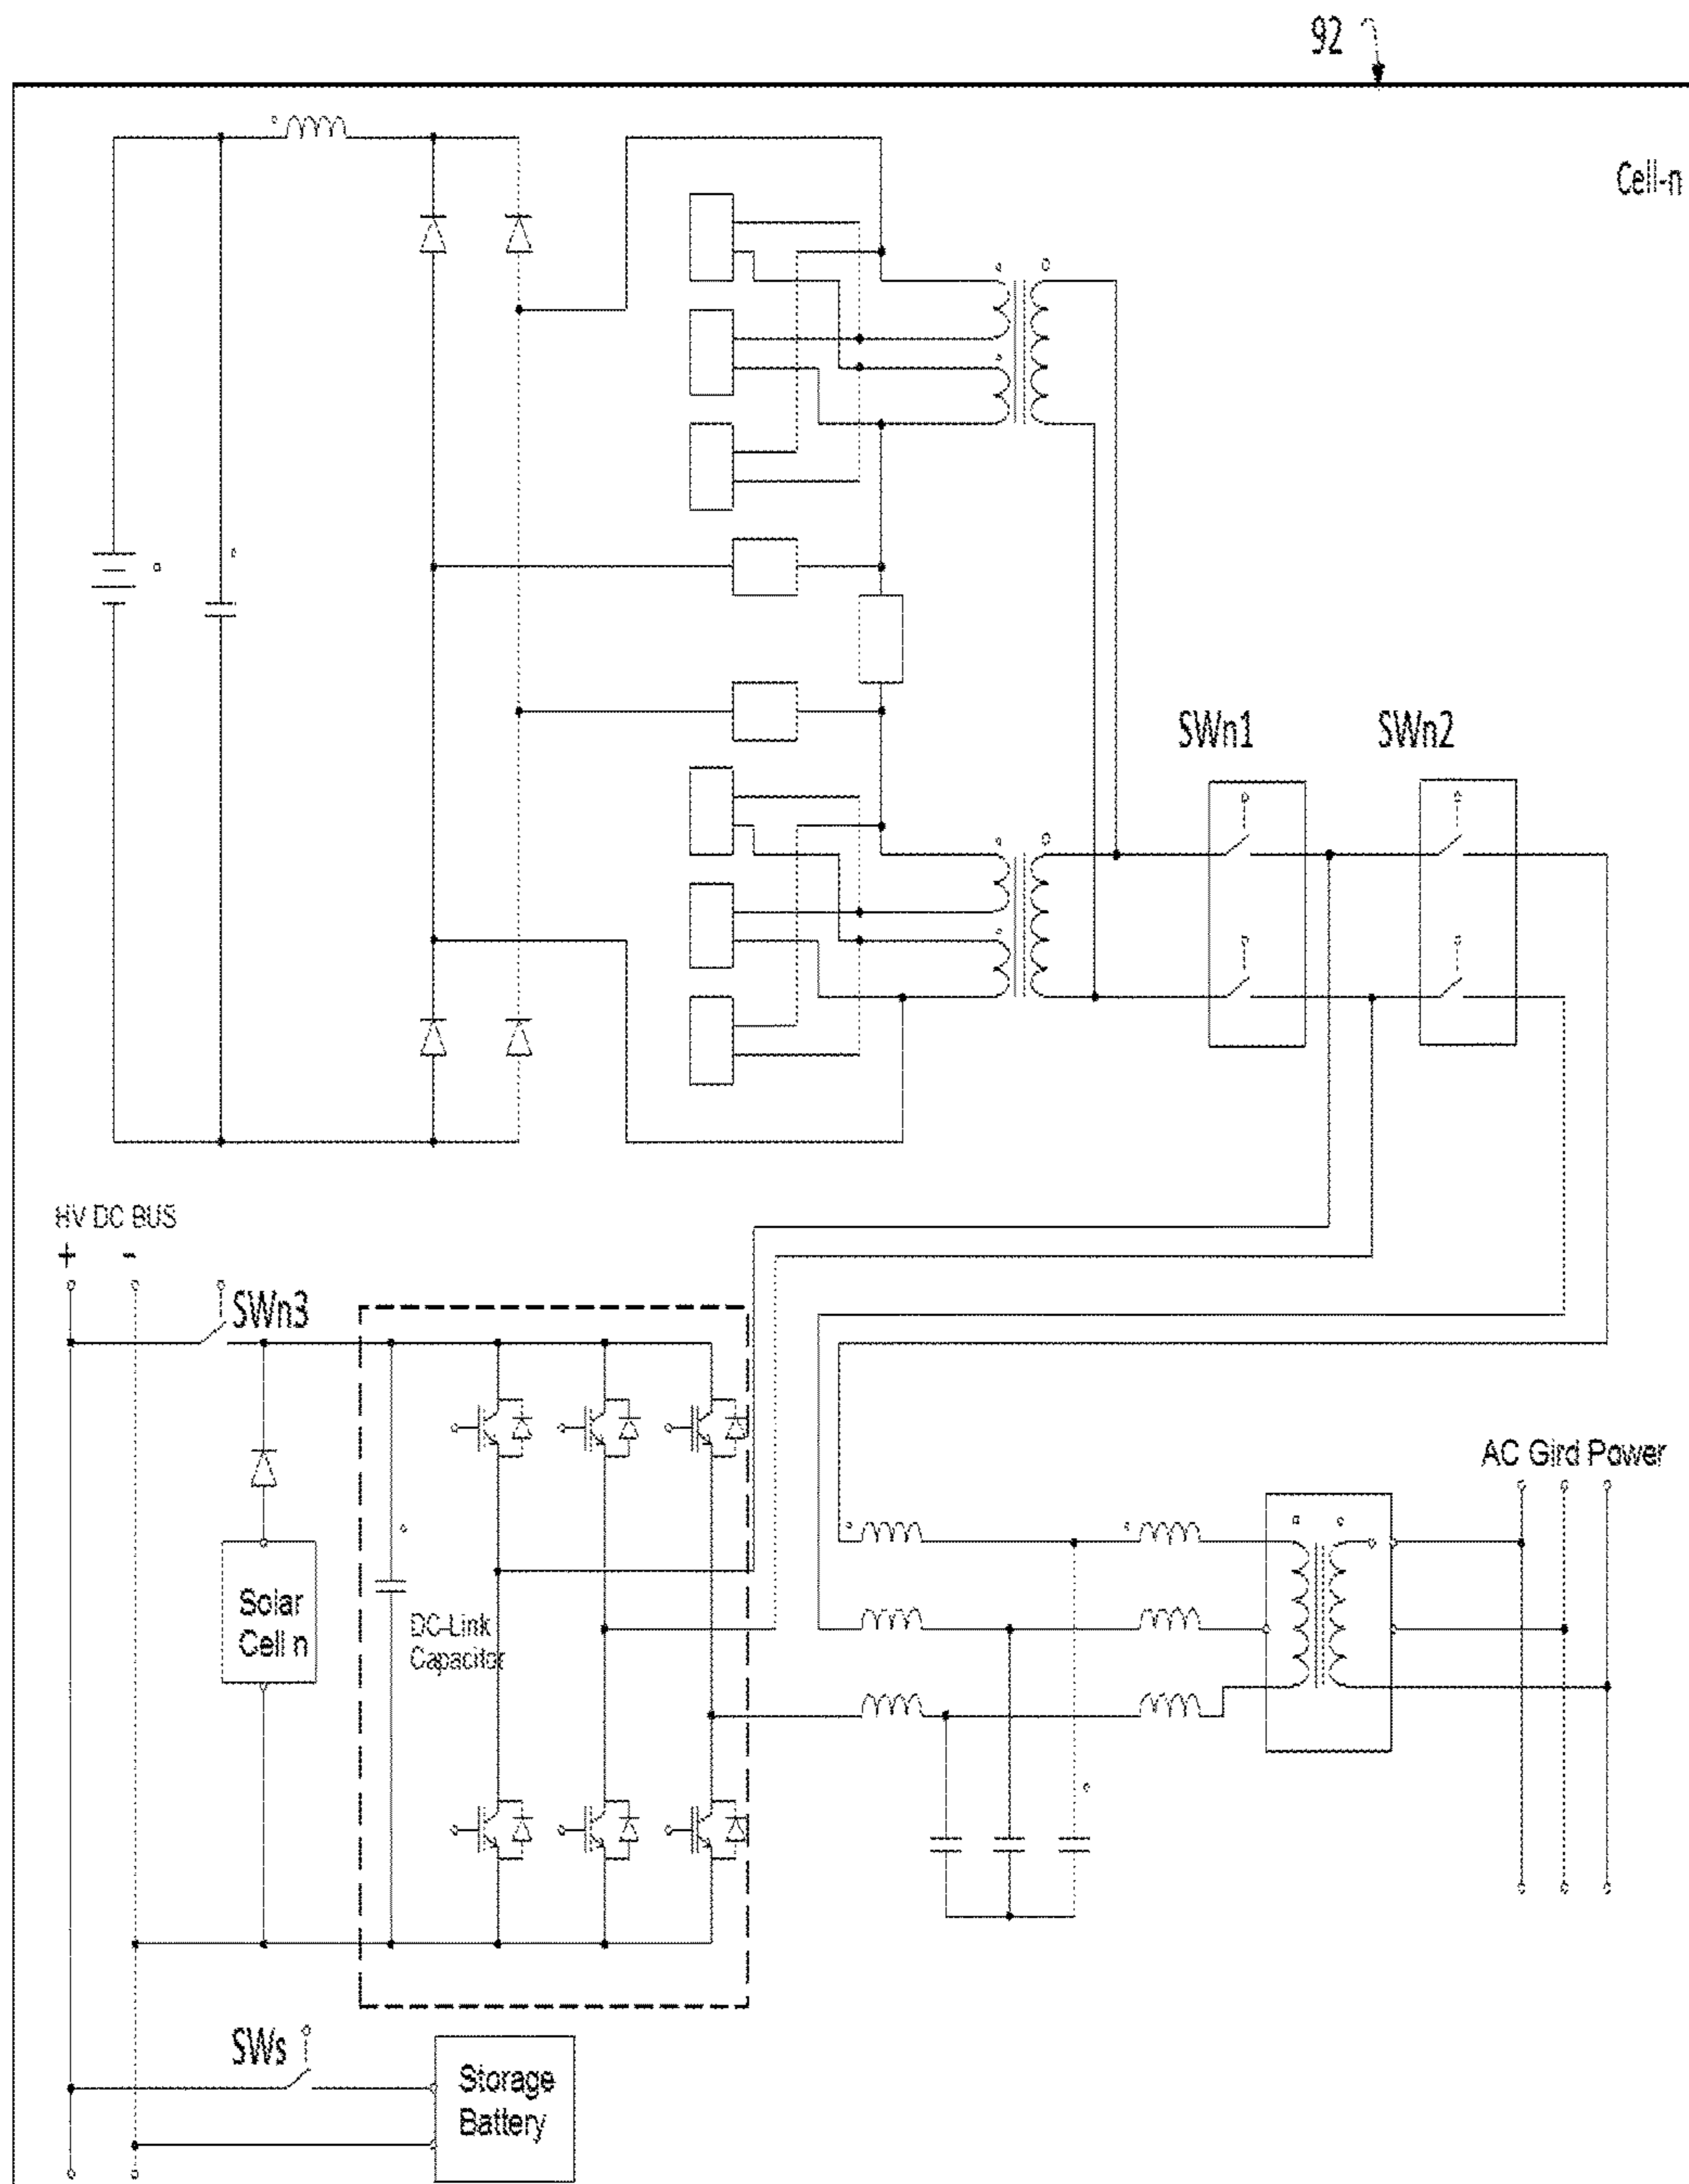 92
Cell-n
SWn1
SWn2
HV DC BUS
+ -
SWn3
AC Gird Power
Solar
Cell n
DC-Link
Capacitor
SWs
Storage
Battery